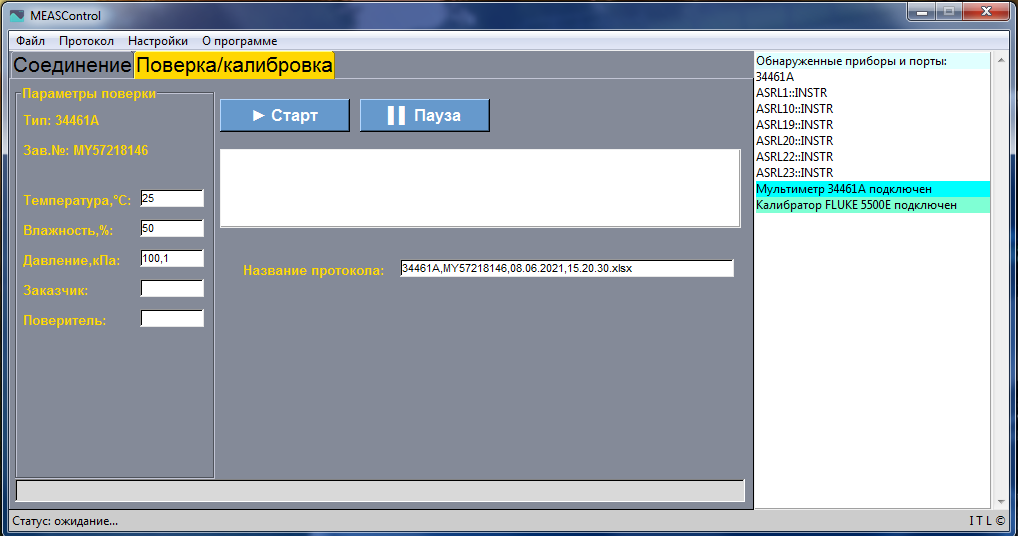 MEASControl
Файл Протокол Настройки О программе
Соединение Поверка/калибровка
Параметры поверки
Тип: 34461A
Зав.№: MY57218146
Температура,°C: 25
Влажность,%: 50
Давление,кПа: 100,1
Заказчик:
Поверитель:
Старт Пауза
Название протокола: 34461A,MY57218146,08.06.2021,15.20.30.xlsx
Обнаруженные приборы и порты:
34461A
ASRL1::INSTR
ASRL10::INSTR
ASRL19::INSTR
ASRL20::INSTR
ASRL22::INSTR
ASRL23::INSTR
Мультиметр 34461A подключен
Калибратор FLUKE 5500E подключен
Статус: ожидание... I T L ©